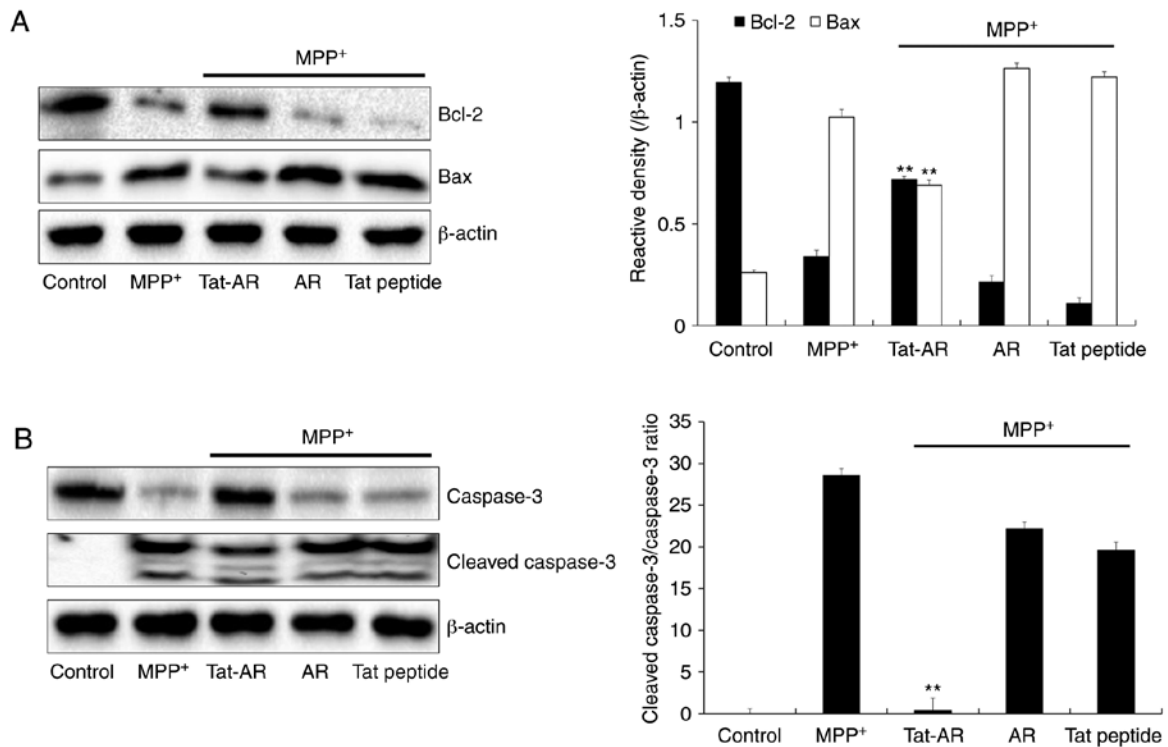 A
MPP+
Bcl-2
Bax
β-actin
Control MPP+ Tat-AR AR Tat peptide
Bcl-2 Bax
MPP+
Reactive density (/β-actin)
1.5
1
0.5
0
** **
Control MPP+ Tat-AR AR Tat peptide
B
MPP+
Caspase-3
Cleaved caspase-3
β-actin
Control MPP+ Tat-AR AR Tat peptide
Cleaved caspase-3/caspase-3 ratio
MPP+
35
30
25
20
15
10
5
0
**
Control MPP+ Tat-AR AR Tat peptide